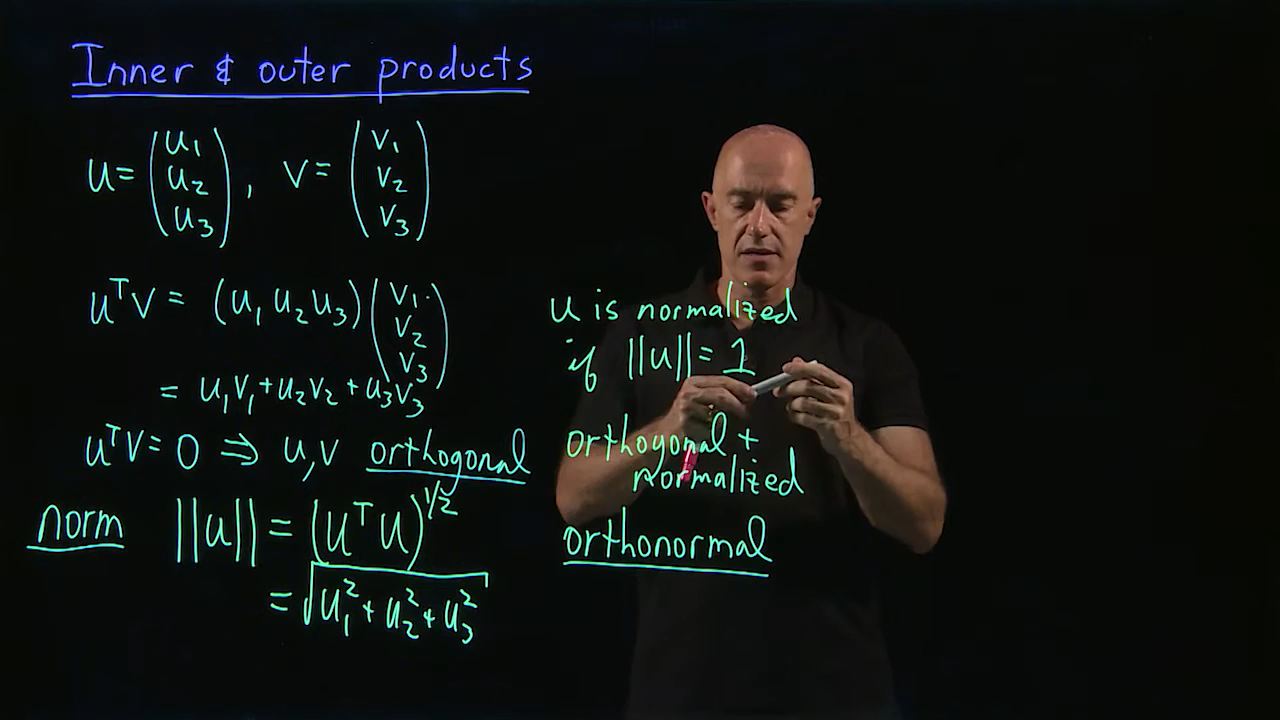 Inner & outer products
u = (u1 u2 u3), v = (v1 v2 v3)
uᵀv = (u1 u2 u3) (v1 v2 v3)
= u1v1 + u2v2 + u3v3
uᵀv = 0 ⇒ u,v orthogonal
norm ||u|| = (uᵀu)^1/2
= √u1² + u2² + u3²
u is normalized
if ||u|| = 1
orthogonal +
normalized
orthonormal